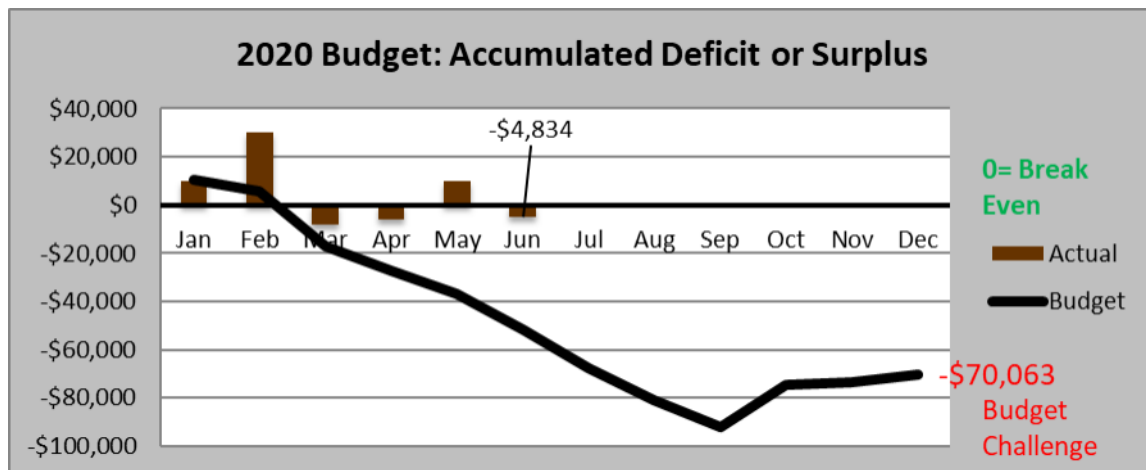 2020 Budget: Accumulated Deficit or Surplus
$40,000
$20,000
$0
-$20,000
-$40,000
-$60,000
-$80,000
-$100,000
-$4,834
Jan Feb Mar Apr May Jun Jul Aug Sep Oct Nov Dec
0= Break
Even
Actual
Budget
-$70,063
Budget
Challenge